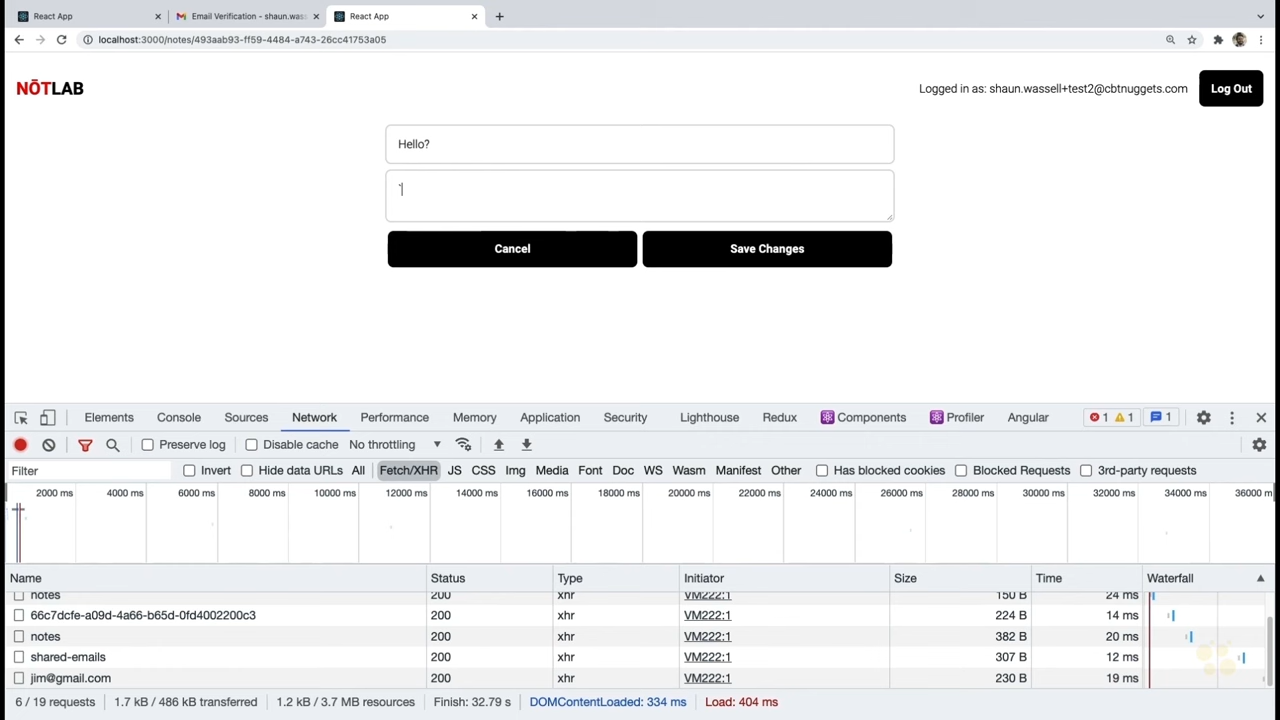 React App
Email Verification - shaun.wass
React App
localhost:3000/notes/493aab93-ff59-4484-a743-26cc41753a05
NŌTLAB
Logged in as: shaun.wassell+test2@cbtnuggets.com
Log Out
Hello?
Cancel
Save Changes
Elements Console Sources Network Performance Memory Application Security Lighthouse Redux Components Profiler Angular 1 1 1
Preserve log Disable cache No throttling
Filter Invert Hide data URLs All Fetch/XHR JS CSS Img Media Font Doc WS Wasm Manifest Other Has blocked cookies Blocked Requests 3rd-party requests
2000 ms 4000 ms 6000 ms 8000 ms 10000 ms 12000 ms 14000 ms 16000 ms 18000 ms 20000 ms 22000 ms 24000 ms 26000 ms 28000 ms 30000 ms 32000 ms 34000 ms 36000 m
Name Status Type Initiator Size Time Waterfall
notes 200 xhr VM222:1 150 B 24 ms
66c7dcfe-a09d-4a66-b65d-0fd4002200c3 200 xhr VM222:1 224 B 14 ms
notes 200 xhr VM222:1 382 B 20 ms
shared-emails 200 xhr VM222:1 307 B 12 ms
jim@gmail.com 200 xhr VM222:1 230 B 19 ms
6 / 19 requests 1.7 kB / 486 kB transferred 1.2 kB / 3.7 MB resources Finish: 32.79 s DOMContentLoaded: 334 ms Load: 404 ms